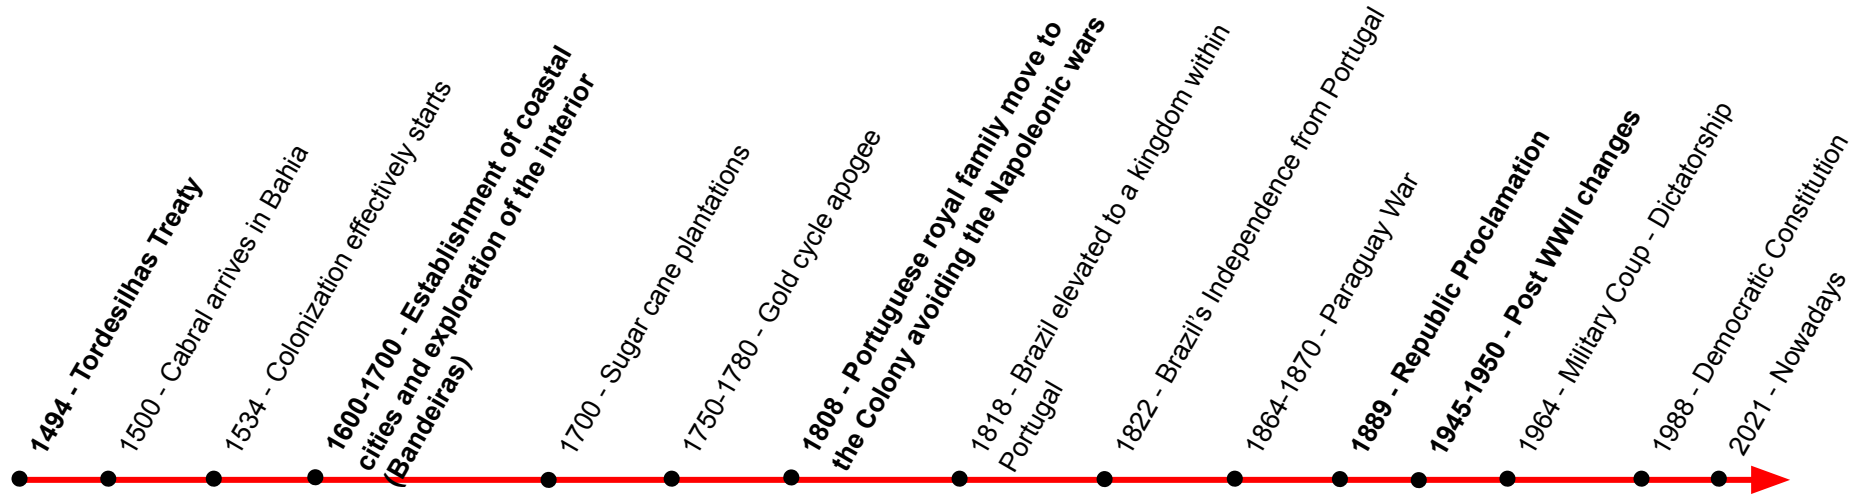 1494 - Tordesilhas Treaty
1500 - Cabral arrives in Bahia
1534 - Colonization effectively starts
1600-1700 - Establishment of coastal
cities and exploration of the interior
(Bandeiras)
1700 - Sugar cane plantations
1750-1780 - Gold cycle apogee
1808 - Portuguese royal family move to
the Colony avoiding the Napoleonic wars
1818 - Brazil elevated to a kingdom within
Portugal
1822 - Brazil's Independence from Portugal
1864-1870 - Paraguay War
1889 - Republic Proclamation
1945-1950 - Post WWII changes
1964 - Military Coup - Dictatorship
1988 - Democratic Constitution
2021 - Nowadays